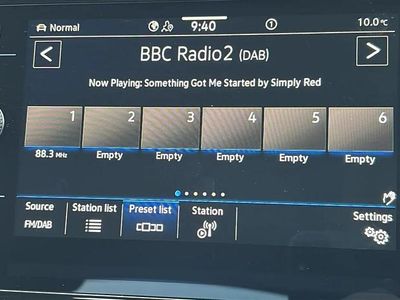 Normal 9:40 1 10.0°C
BBC Radio2 (DAB)
Now Playing: Something Got Me Started by Simply Red
1 2 3 4 5 6
88.3 MHz Empty Empty Empty Empty Empty
Source Station list Preset list Station Settings
FM/DAB